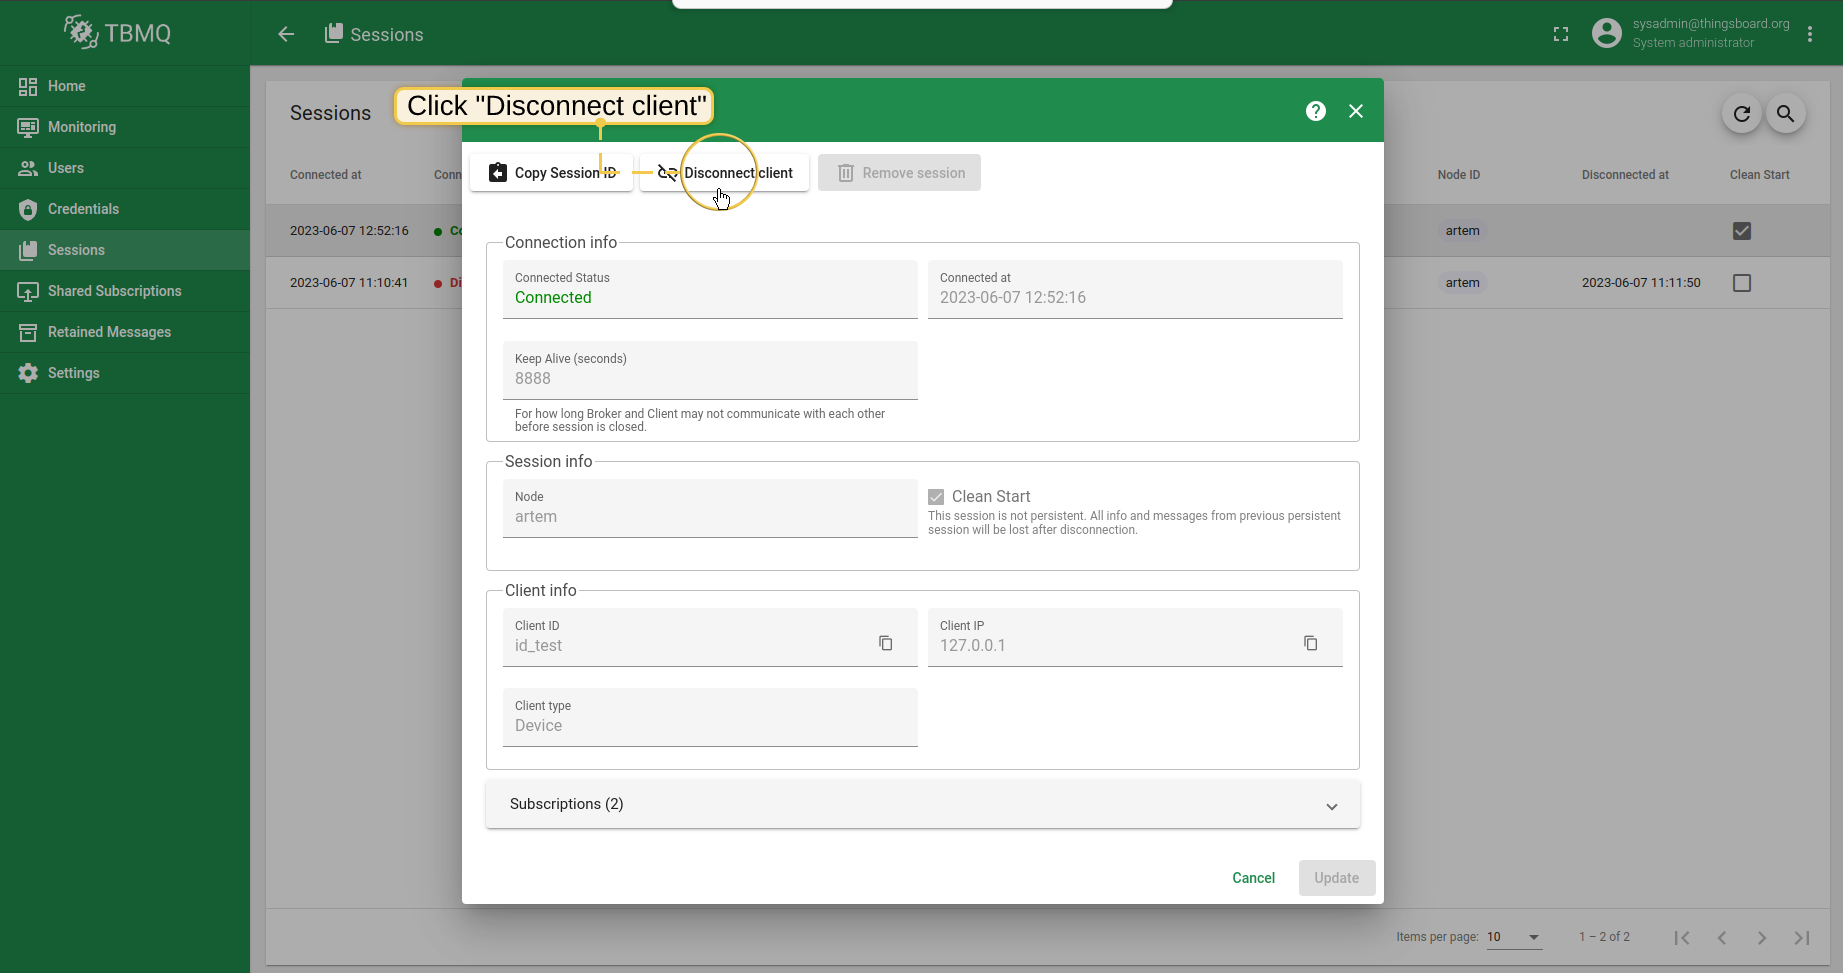 TBMQ
Sessions
sysadmin@thingsboard.org
System administrator
Home
Monitoring
Users
Credentials
Sessions
Shared Subscriptions
Retained Messages
Settings
Sessions
Connected at
Conn
Node ID
Disconnected at
Clean Start
2023-06-07 12:52:16
Co
artem
2023-06-07 11:10:41
Di
artem
2023-06-07 11:11:50
Click "Disconnect client"
Copy Session ID
Disconnect client
Remove session
Connection info
Connected Status
Connected
Connected at
2023-06-07 12:52:16
Keep Alive (seconds)
8888
For how long Broker and Client may not communicate with each other
before session is closed.
Session info
Node
artem
Clean Start
This session is not persistent. All info and messages from previous persistent
session will be lost after disconnection.
Client info
Client ID
id_test
Client IP
127.0.0.1
Client type
Device
Subscriptions (2)
Cancel
Update
Items per page: 10
1 – 2 of 2